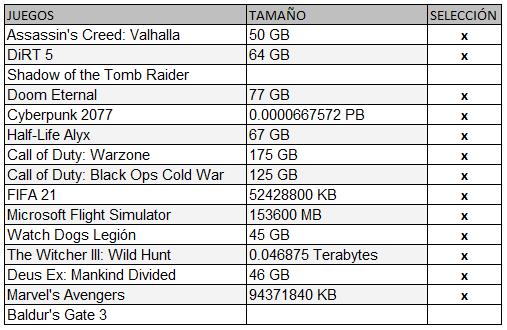 JUEGOS TAMAÑO SELECCIÓN
Assassin's Creed: Valhalla 50 GB x
DiRT 5 64 GB x
Shadow of the Tomb Raider
Doom Eternal 77 GB x
Cyberpunk 2077 0.0000667572 PB x
Half-Life Alyx 67 GB x
Call of Duty: Warzone 175 GB x
Call of Duty: Black Ops Cold War 125 GB x
FIFA 21 52428800 KB x
Microsoft Flight Simulator 153600 MB x
Watch Dogs Legión 45 GB x
The Witcher III: Wild Hunt 0.046875 Terabytes x
Deus Ex: Mankind Divided 46 GB x
Marvel's Avengers 94371840 KB x
Baldur's Gate 3